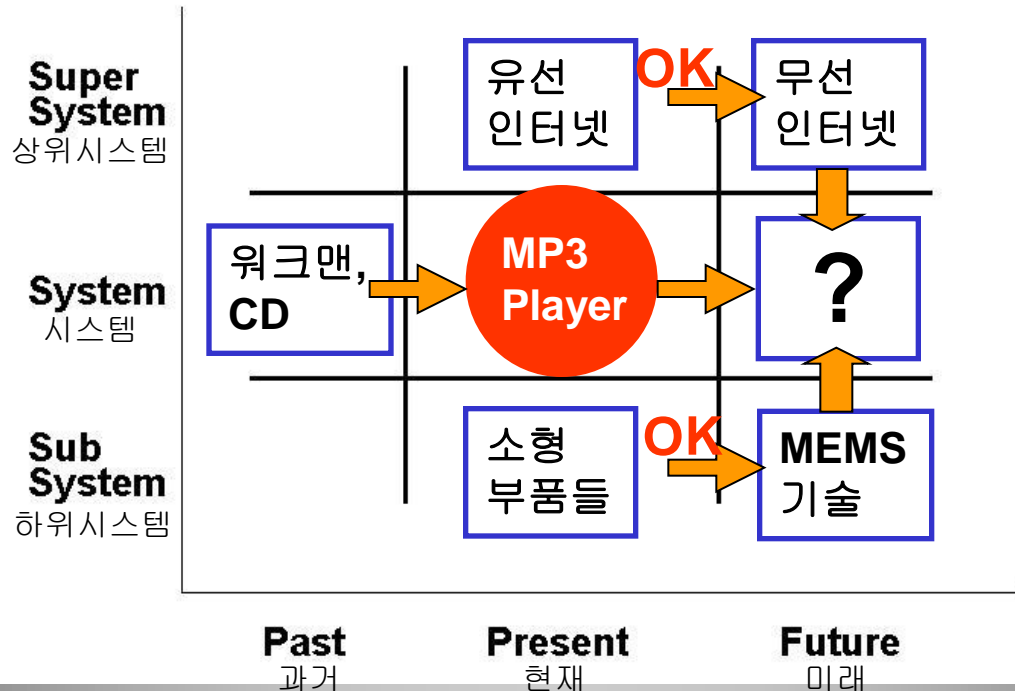 Super
System
상위시스템
유선
인터넷
OK
무선
인터넷
System
시스템
워크맨,
CD
MP3
Player
?
Sub
System
하위시스템
소형
부품들
OK
MEMS
기술
Past
과거
Present
현재
Future
미래